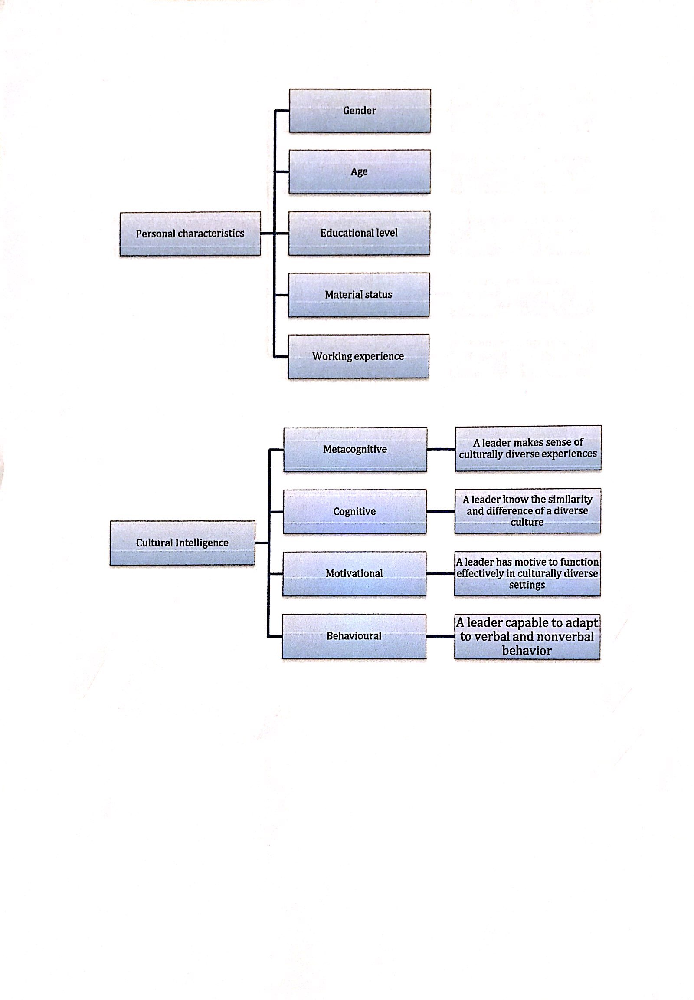 Gender
Age
Personal characteristics
Educational level
Material status
Working experience
Metacognitive
A leader makes sense of
culturally diverse experiences
Cognitive
A leader know the similarity
and difference of a diverse
culture
Cultural Intelligence
Motivational
A leader has motive to function
effectively in culturally diverse
settings
Behavioural
A leader capable to adapt
to verbal and nonverbal
behavior